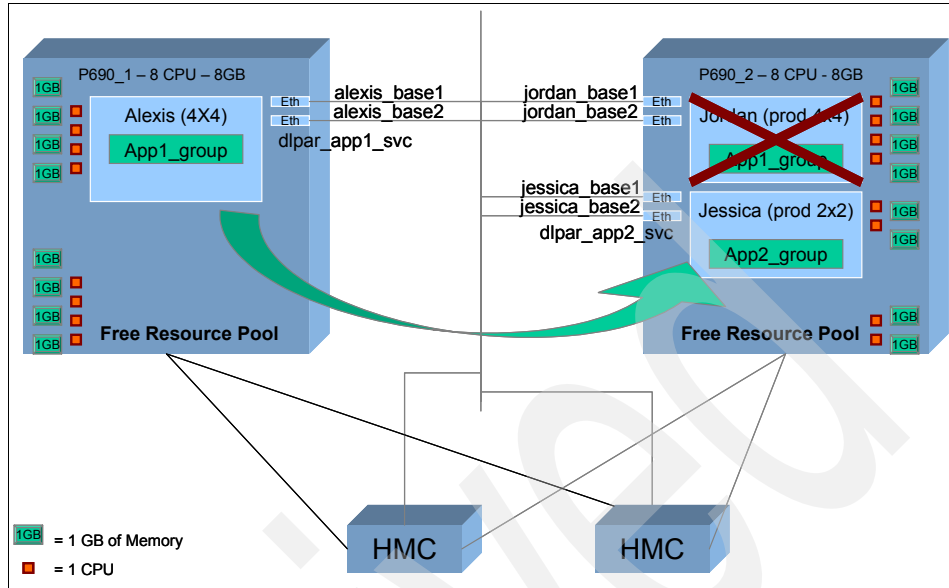 P690_1 – 8 CPU – 8GB
1GB
1GB
1GB
1GB
Alexis (4X4)
App1_group
Eth
Eth
alexis_base1
alexis_base2
dlpar_app1_svc
1GB
1GB
1GB
1GB
Free Resource Pool
P690_2 – 8 CPU - 8GB
jordan_base1
jordan_base2
Eth
Eth
Jordan (prod 4x4)
App1_group
1GB
1GB
1GB
1GB
jessica_base1
jessica_base2
Eth
Eth
dlpar_app2_svc
Jessica (prod 2x2)
App2_group
1GB
1GB
1GB
1GB
Free Resource Pool
HMC
HMC
1GB = 1 GB of Memory
= 1 CPU